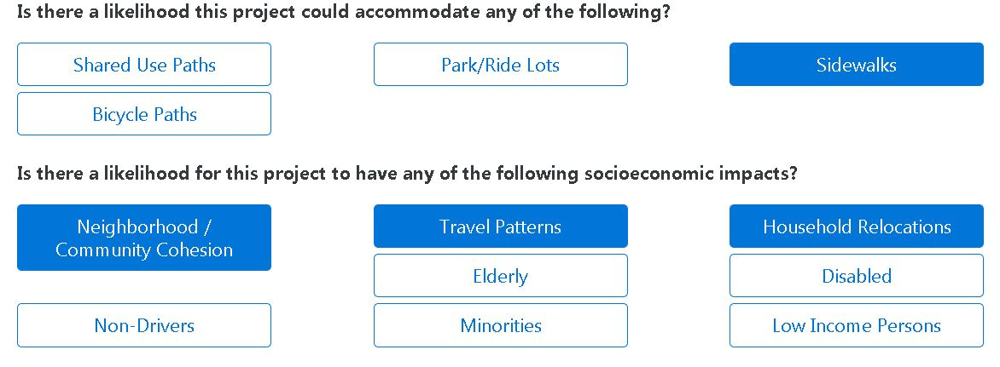 Is there a likelihood this project could accommodate any of the following?
Shared Use Paths
Park/Ride Lots
Sidewalks
Bicycle Paths
Is there a likelihood for this project to have any of the following socioeconomic impacts?
Neighborhood /
Community Cohesion
Travel Patterns
Household Relocations
Elderly
Disabled
Non-Drivers
Minorities
Low Income Persons